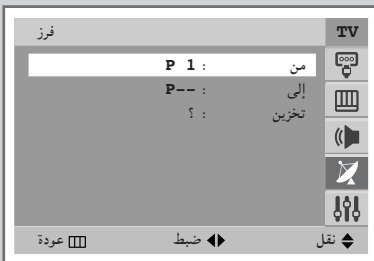 TV فرز
من : P 1
إلى : P--
تخزين : ؟
نقل ضبط عودة